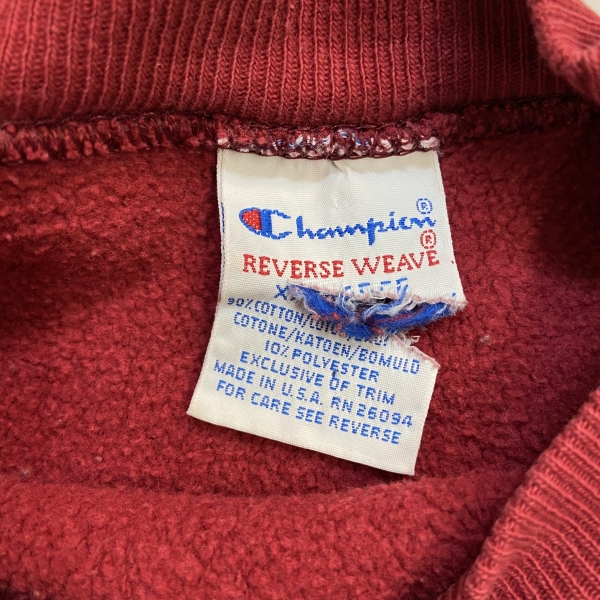 Champion®
REVERSE WEAVE®
90% COTTON/
COTONE/KATOEN/BOMULD
10% POLYESTER
EXCLUSIVE OF TRIM
MADE IN U.S.A. RN 26094
FOR CARE SEE REVERSE